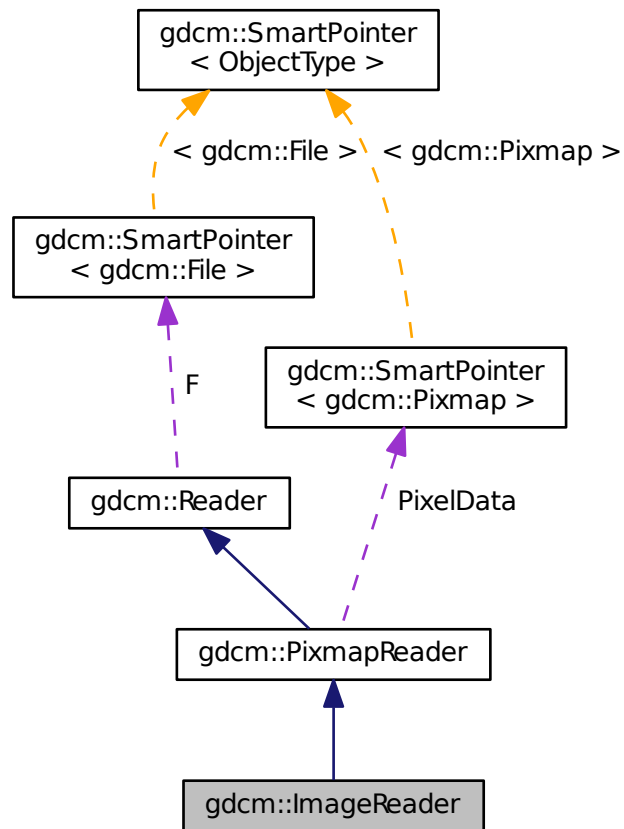 gdcm::SmartPointer
< ObjectType >
< gdcm::File >
< gdcm::Pixmap >
gdcm::SmartPointer
< gdcm::File >
gdcm::SmartPointer
< gdcm::Pixmap >
F
gdcm::Reader
PixelData
gdcm::PixmapReader
gdcm::ImageReader